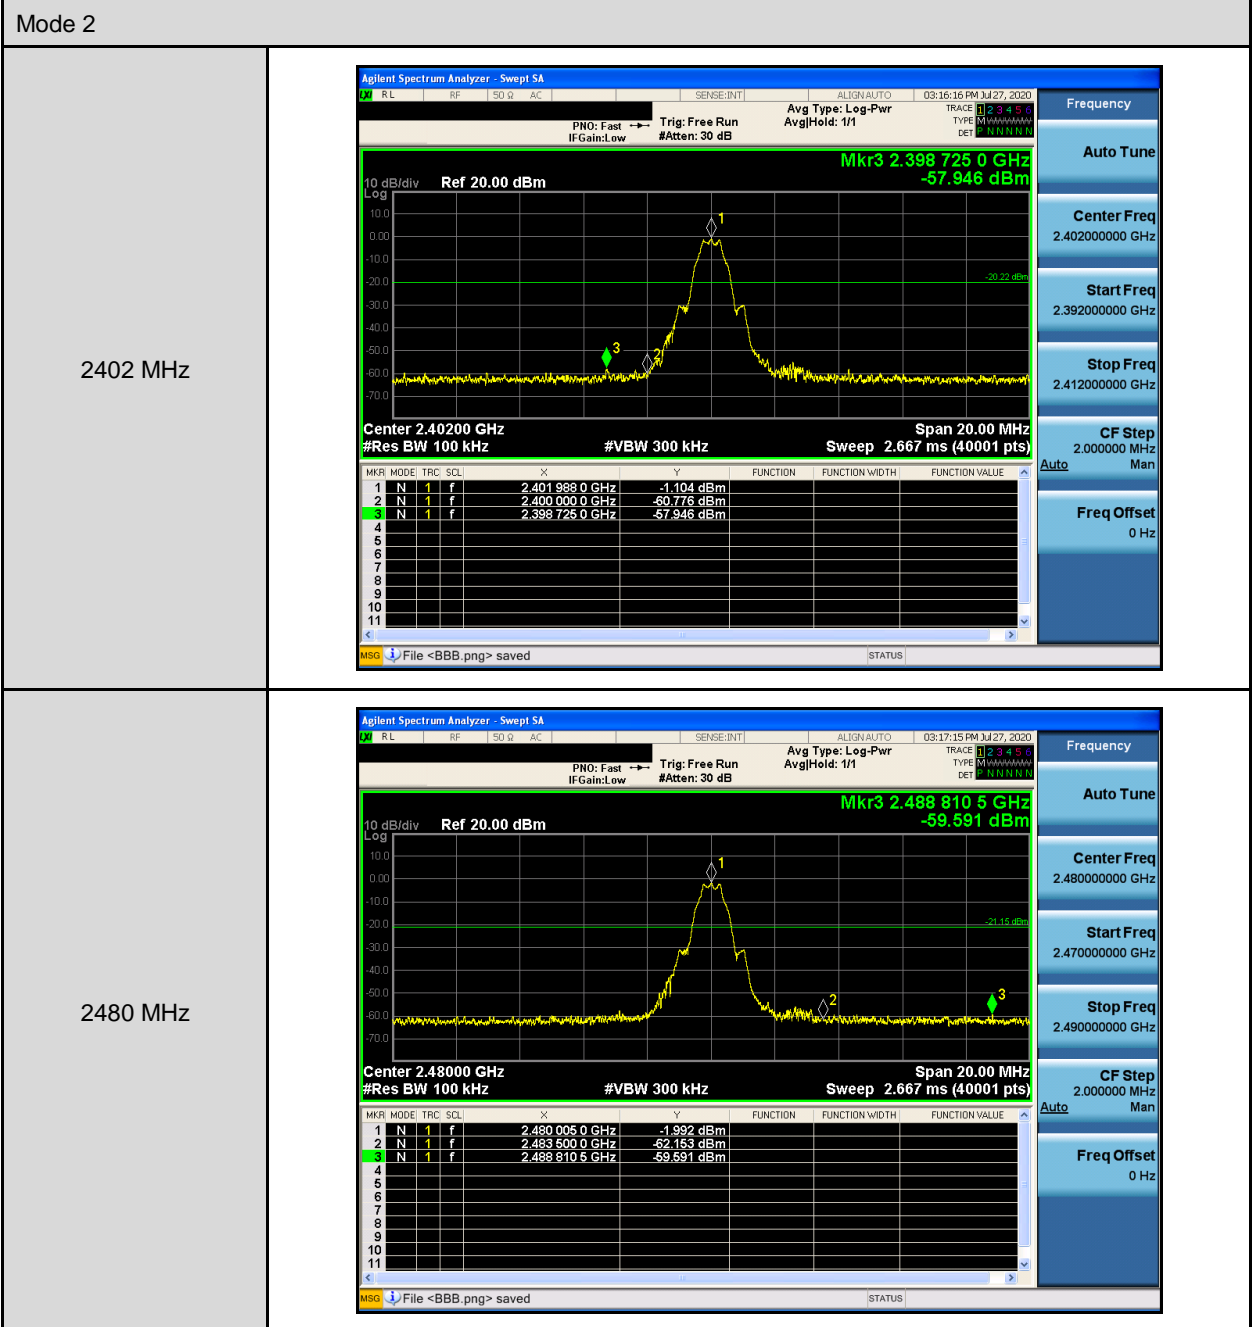 Mode 2
2402 MHz
Agilent Spectrum Analyzer - Swept SA
LXI RL RF 50 Ω AC SENSE:INT ALIGN AUTO 03:16:16 PM Jul 27, 2020
PNO: Fast Trig: Free Run Avg Type: Log-Pwr TRACE 1 2 3 4 5 6
IFGain:Low #Atten: 30 dB Avg|Hold: 1/1 TYPE M WWWWW
DET P N N N N N
Mkr3 2.398 725 0 GHz
-57.946 dBm
10 dB/div Ref 20.00 dBm
Log
10.0
0.00
-10.0
-20.0
-30.0
-40.0
-50.0
-60.0
-70.0
1
-20.22 dBm
3
2
Center 2.40200 GHz Span 20.00 MHz
#Res BW 100 kHz #VBW 300 kHz Sweep 2.667 ms (40001 pts)
MKR MODE TRC SCL X Y FUNCTION FUNCTION WIDTH FUNCTION VALUE
1 N 1 f 2.401 988 0 GHz -1.104 dBm
2 N 1 f 2.400 000 0 GHz -60.776 dBm
3 N 1 f 2.398 725 0 GHz -57.946 dBm
4
5
6
7
8
9
10
11
MSG File <BBB.png> saved STATUS
Frequency
Auto Tune
Center Freq
2.402000000 GHz
Start Freq
2.392000000 GHz
Stop Freq
2.412000000 GHz
CF Step
2.000000 MHz
Auto Man
Freq Offset
0 Hz
2480 MHz
Agilent Spectrum Analyzer - Swept SA
LXI RL RF 50 Ω AC SENSE:INT ALIGN AUTO 03:17:15 PM Jul 27, 2020
PNO: Fast Trig: Free Run Avg Type: Log-Pwr TRACE 1 2 3 4 5 6
IFGain:Low #Atten: 30 dB Avg|Hold: 1/1 TYPE M WWWWW
DET P N N N N N
Mkr3 2.488 810 5 GHz
-59.591 dBm
10 dB/div Ref 20.00 dBm
Log
10.0
0.00
-10.0
-20.0
-30.0
-40.0
-50.0
-60.0
-70.0
1
-21.15 dBm
2
3
Center 2.48000 GHz Span 20.00 MHz
#Res BW 100 kHz #VBW 300 kHz Sweep 2.667 ms (40001 pts)
MKR MODE TRC SCL X Y FUNCTION FUNCTION WIDTH FUNCTION VALUE
1 N 1 f 2.480 005 0 GHz -1.992 dBm
2 N 1 f 2.483 500 0 GHz -62.153 dBm
3 N 1 f 2.488 810 5 GHz -59.591 dBm
4
5
6
7
8
9
10
11
MSG File <BBB.png> saved STATUS
Frequency
Auto Tune
Center Freq
2.480000000 GHz
Start Freq
2.470000000 GHz
Stop Freq
2.490000000 GHz
CF Step
2.000000 MHz
Auto Man
Freq Offset
0 Hz